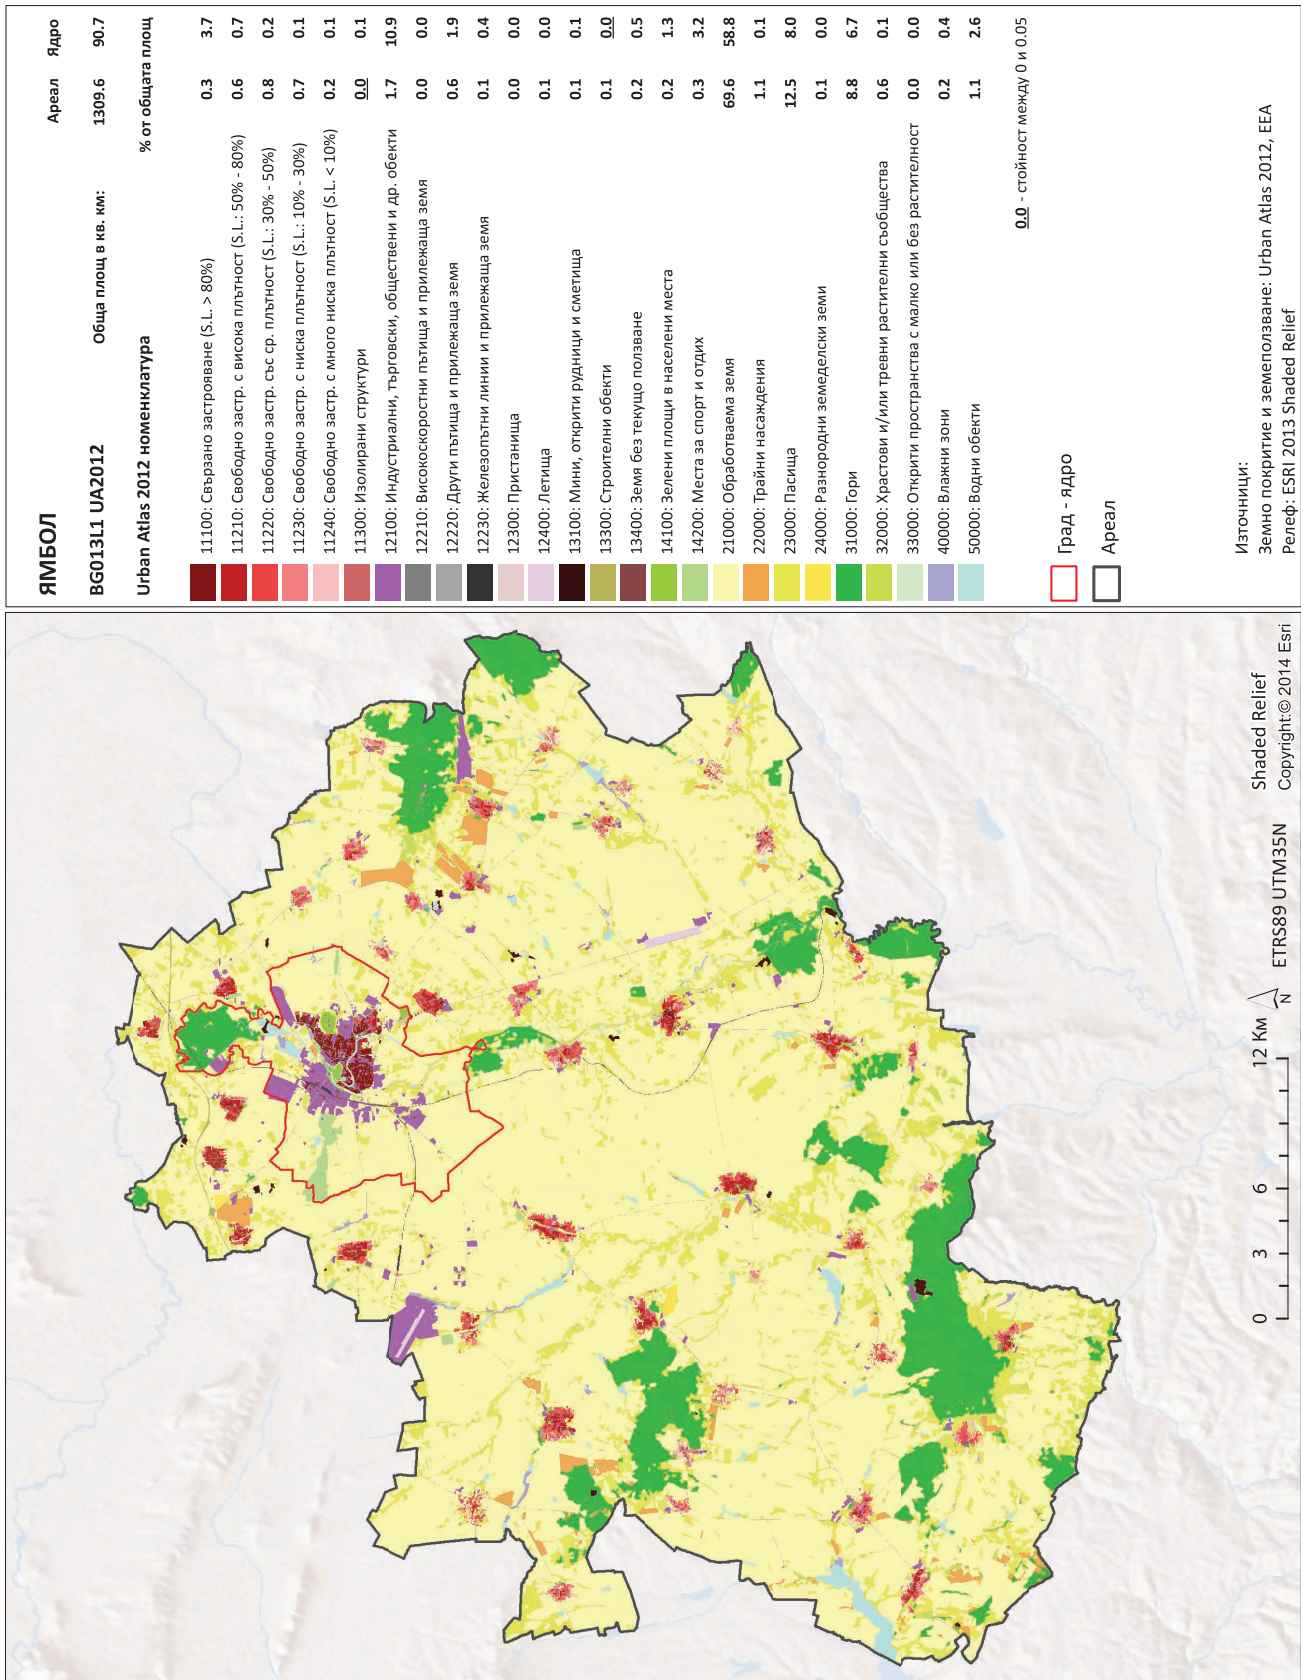 ЯМБОЛ
Ареал Ядро
BG013L1 UA2012 Обща площ в кв. км: 1309.6 90.7
Urban Atlas 2012 номенклатура % от общата площ
11100: Свързано застрояване (S.L. > 80%) 0.3 3.7
11210: Свободно застр. с висока плътност (S.L.: 50% - 80%) 0.6 0.7
11220: Свободно застр. със ср. плътност (S.L.: 30% - 50%) 0.8 0.2
11230: Свободно застр. с ниска плътност (S.L.: 10% - 30%) 0.7 0.1
11240: Свободно застр. с много ниска плътност (S.L. < 10%) 0.2 0.1
11300: Изолирани структури 0.0 0.1
12100: Индустриални, търговски, обществени и др. обекти 1.7 10.9
12210: Високоскоростни пътища и прилежаща земя 0.0 0.0
12220: Други пътища и прилежаща земя 0.6 1.9
12230: Железопътни линии и прилежаща земя 0.1 0.4
12300: Пристанища 0.0 0.0
12400: Летища 0.1 0.0
13100: Мини, открити рудници и сметища 0.1 0.1
13300: Строителни обекти 0.1 0.0
13400: Земя без текущо ползване 0.2 0.5
14100: Зелени площи в населени места 0.2 1.3
14200: Места за спорт и отдих 0.3 3.2
21000: Обработваема земя 69.6 58.8
22000: Трайни насаждения 1.1 0.1
23000: Пасища 12.5 8.0
24000: Разнородни земеделски земи 0.1 0.0
31000: Гори 8.8 6.7
32000: Храстови и/или тревни растителни съобщества 0.6 0.1
33000: Открити пространства с малко или без растителност 0.0 0.0
40000: Влажни зони 0.2 0.4
50000: Водни обекти 1.1 2.6
0.0 - стойност между 0 и 0.05
Град - ядро
Ареал
Източници:
Земно покритие и земеползване: Urban Atlas 2012, EEA
Релеф: ESRI 2013 Shaded Relief
0 3 6 12 Км
N
ETRS89 UTM35N
Shaded Relief
Copyright:© 2014 Esri